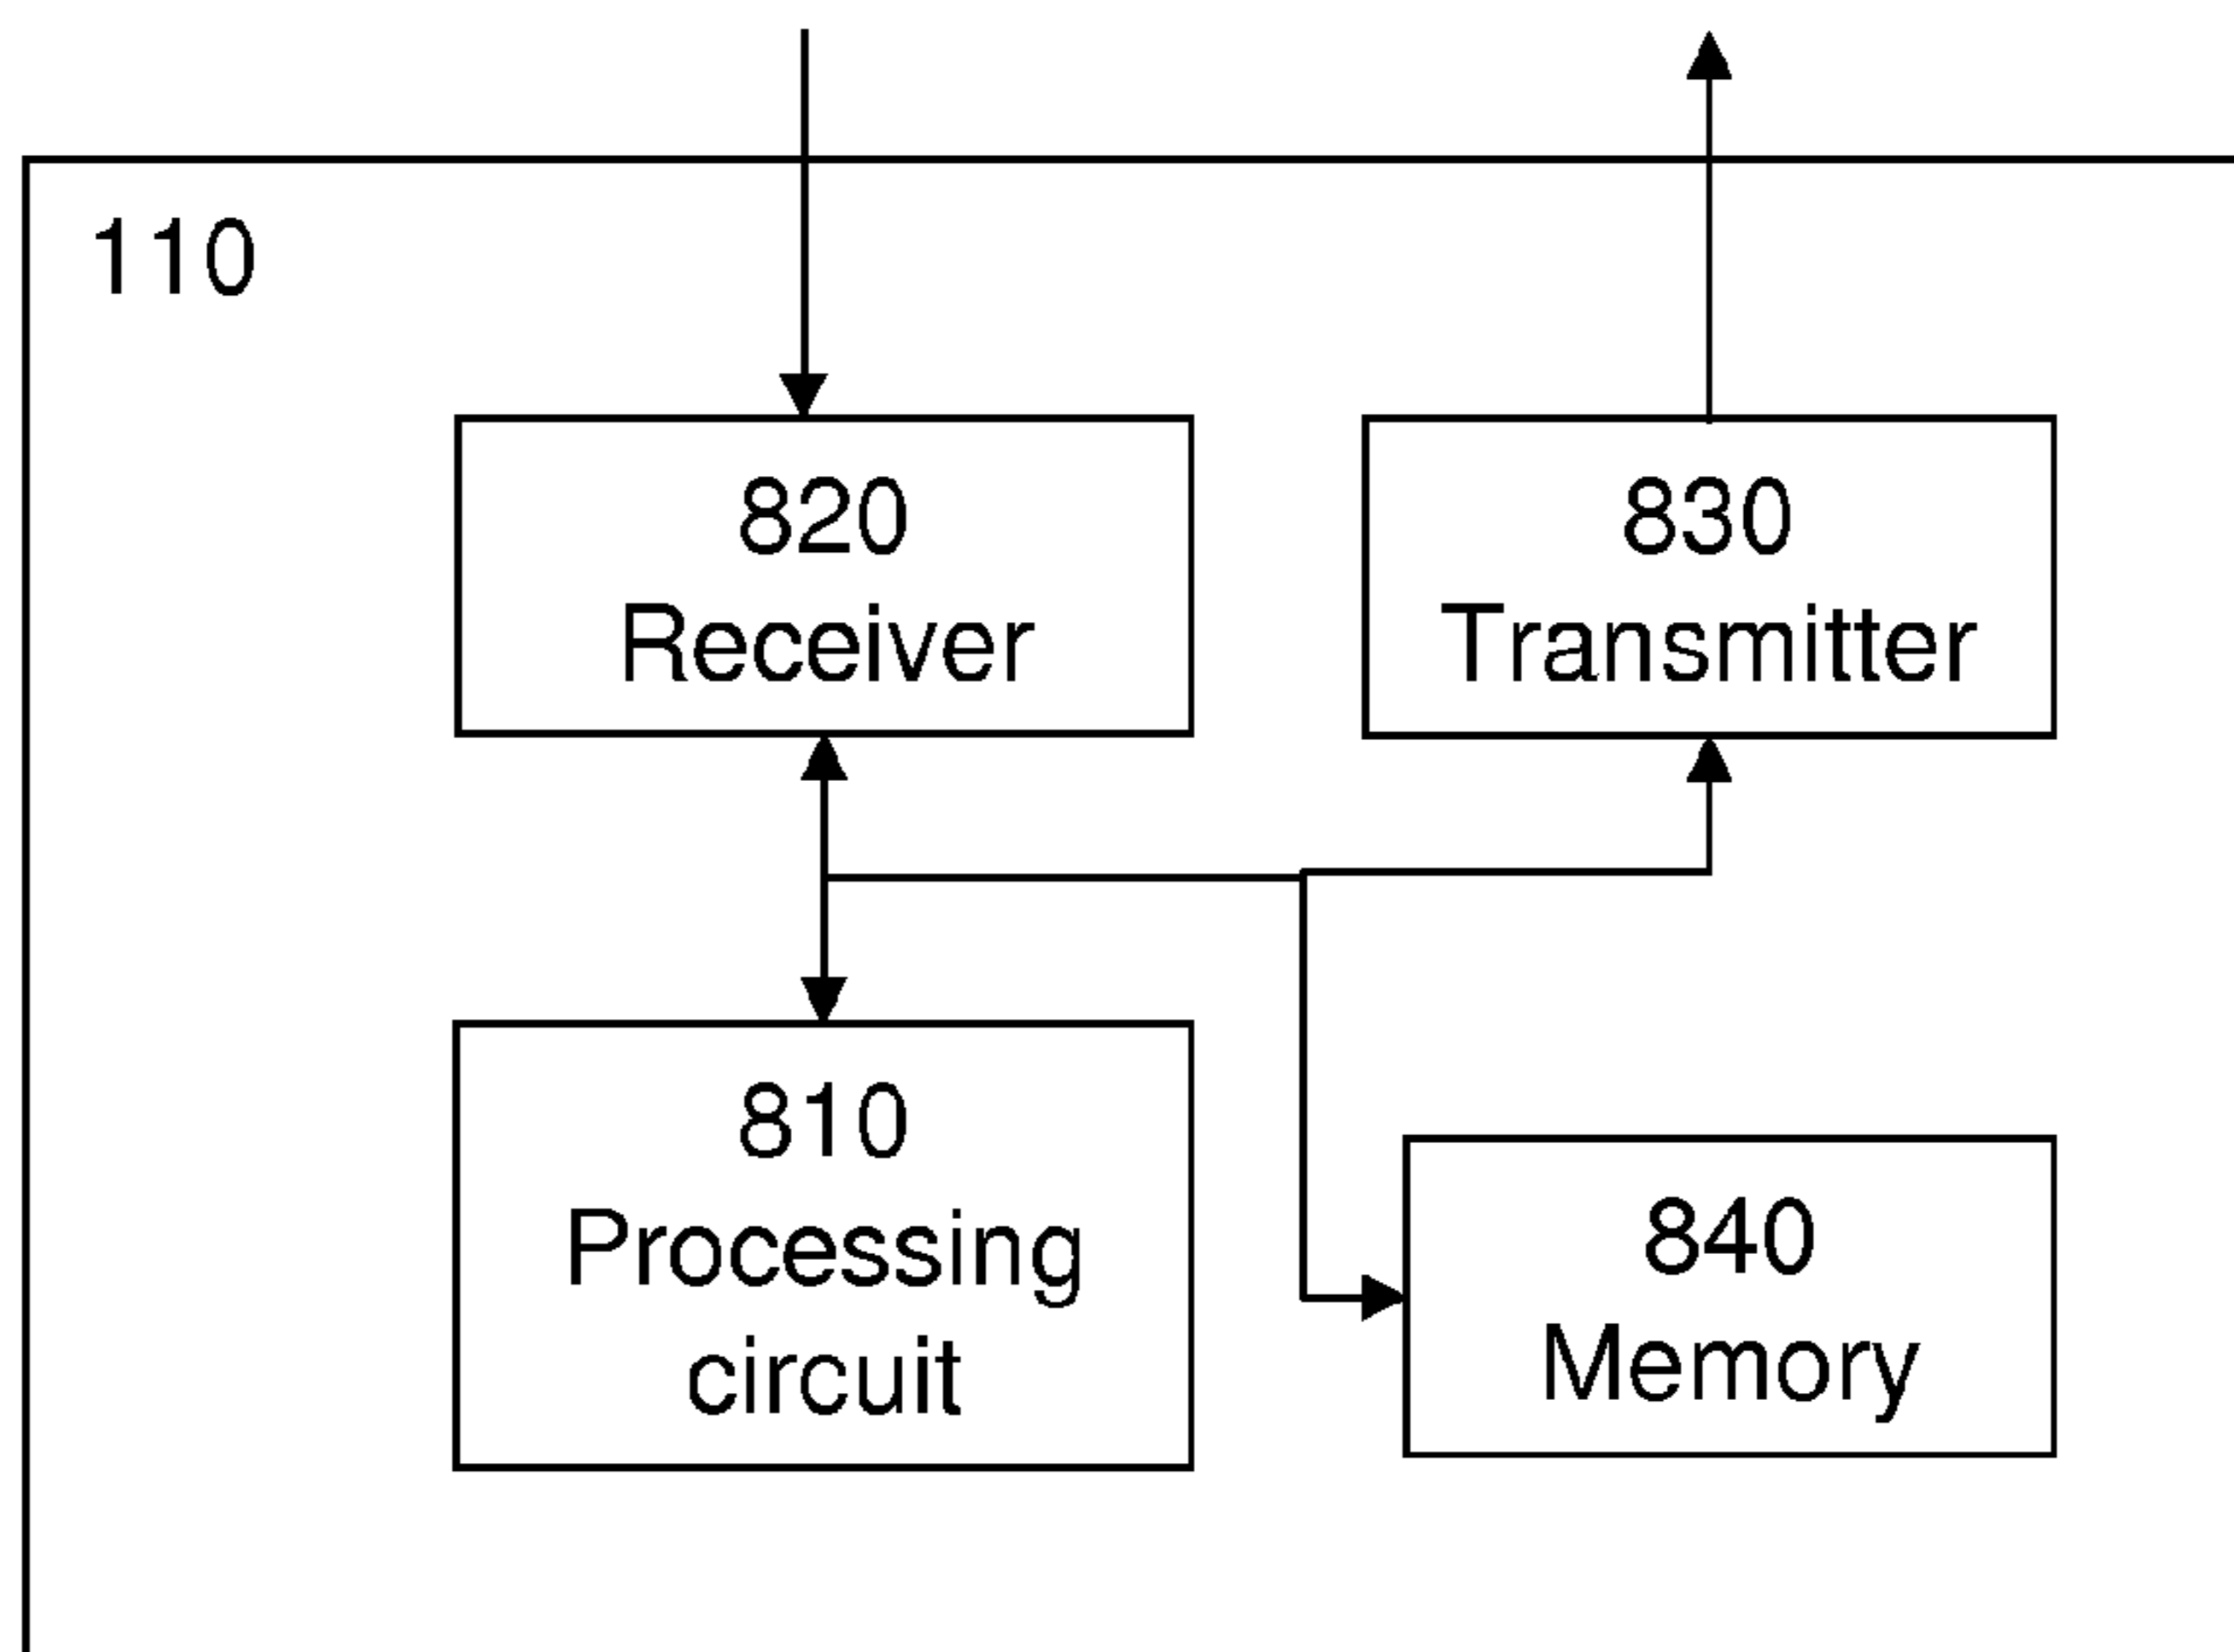 110
820
Receiver
830
Transmitter
810
Processing
circuit
840
Memory